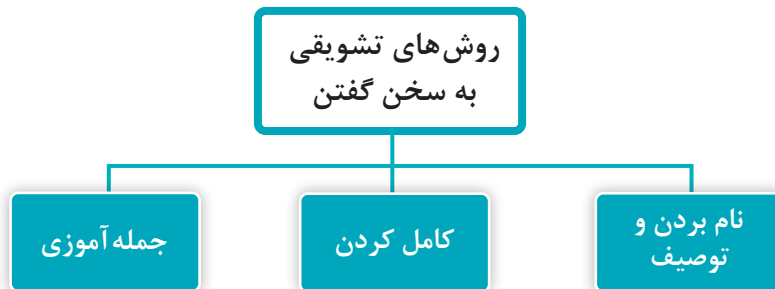 روش‌های تشویقی
به سخن گفتن
نام بردن و
توصیف
کامل کردن
جمله‌آموزی